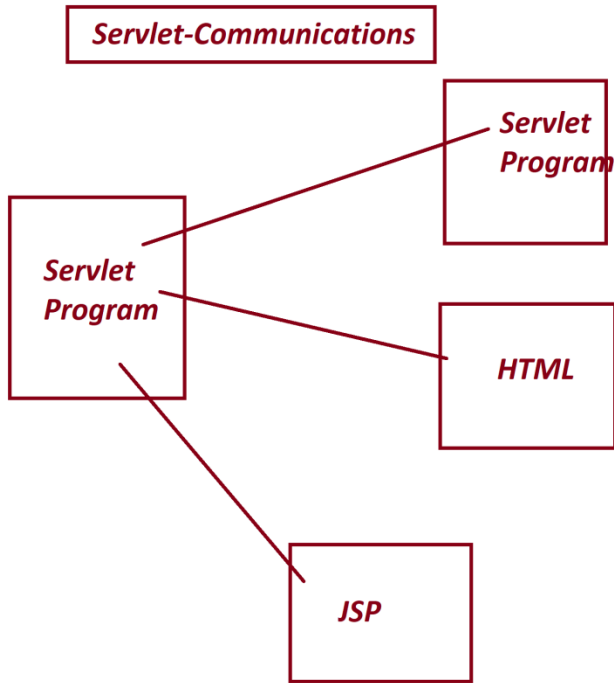 Servlet-Communications
Servlet
Program
Servlet
Program
HTML
JSP